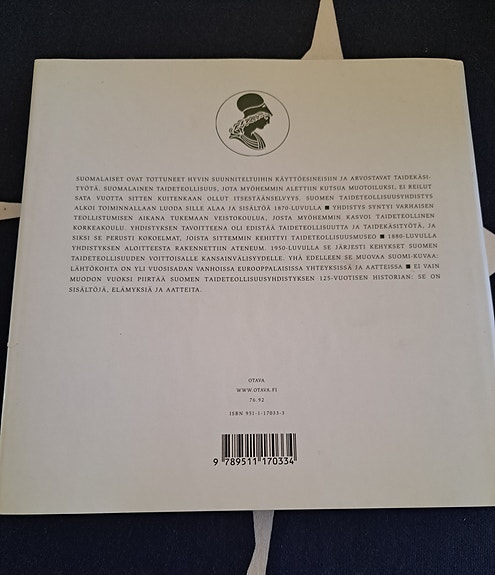 SUOMALAISET OVAT TOTTUNEET HYVIN SUUNNITELTUIHIN KÄYTTÖESINEISIIN JA ARVOSTAVAT TAIDEKÄSI-
TYÖTÄ. SUOMALAINEN TAIDETEOLLISUUS, JOTA MYÖHEMMIN ALETTIIN KUTSUA MUOTOILUKSI, EI REILUT
SATA VUOTTA SITTEN KUITENKAAN OLLUT ITSESTÄÄNSELVYYS. SUOMEN TAIDETEOLLISUUSYHDISTYS
ALKOI TOIMINNALLAAN LUODA SILLE ALAA JA SISÄLTÖÄ 1870-LUVULLA ■ YHDISTYS SYNTYI VARHAISEN
TEOLLISTUMISEN AIKANA TUKEMAAN VEISTOKOULUA, JOSTA MYÖHEMMIN KASVOI TAIDETEOLLINEN
KORKEAKOULU. YHDISTYKSEN TAVOITTEENA OLI EDISTÄÄ TAIDETEOLLISUUTTA JA TAIDEKÄSITYÖTÄ, JA
SIKSI SE PERUSTI KOKOELMAT, JOISTA SITTEMMIN KEHITTYI TAIDETEOLLISUUSMUSEO ■ 1880-LUVULLA
YHDISTYKSEN ALOITTEESTA RAKENNETTIIN ATENEUM. 1950-LUVULLA SE JÄRJESTI KEHYKSET SUOMEN
TAIDETEOLLISUUDEN VOITTOISALLE KANSAINVÄLISYYDELLE. YHÄ EDELLEEN SE MUOVAA SUOMI-KUVAA:
LÄHTÖKOHTA ON YLI VUOSISADAN VANHOISSA EUROOPPALAISISSA YHTEYKSISSÄ JA AATTEISSA ■ EI VAIN
MUODON VUOKSI PIIRTÄÄ SUOMEN TAIDETEOLLISUUSYHDISTYKSEN 125-VUOTISEN HISTORIAN: SE ON
SISÄLTÖJÄ, ELÄMYKSIÄ JA AATTEITA.
OTAVA
WWW.OTAVA.FI
76.92
ISBN 951-1-17033-3
9 789511 170334